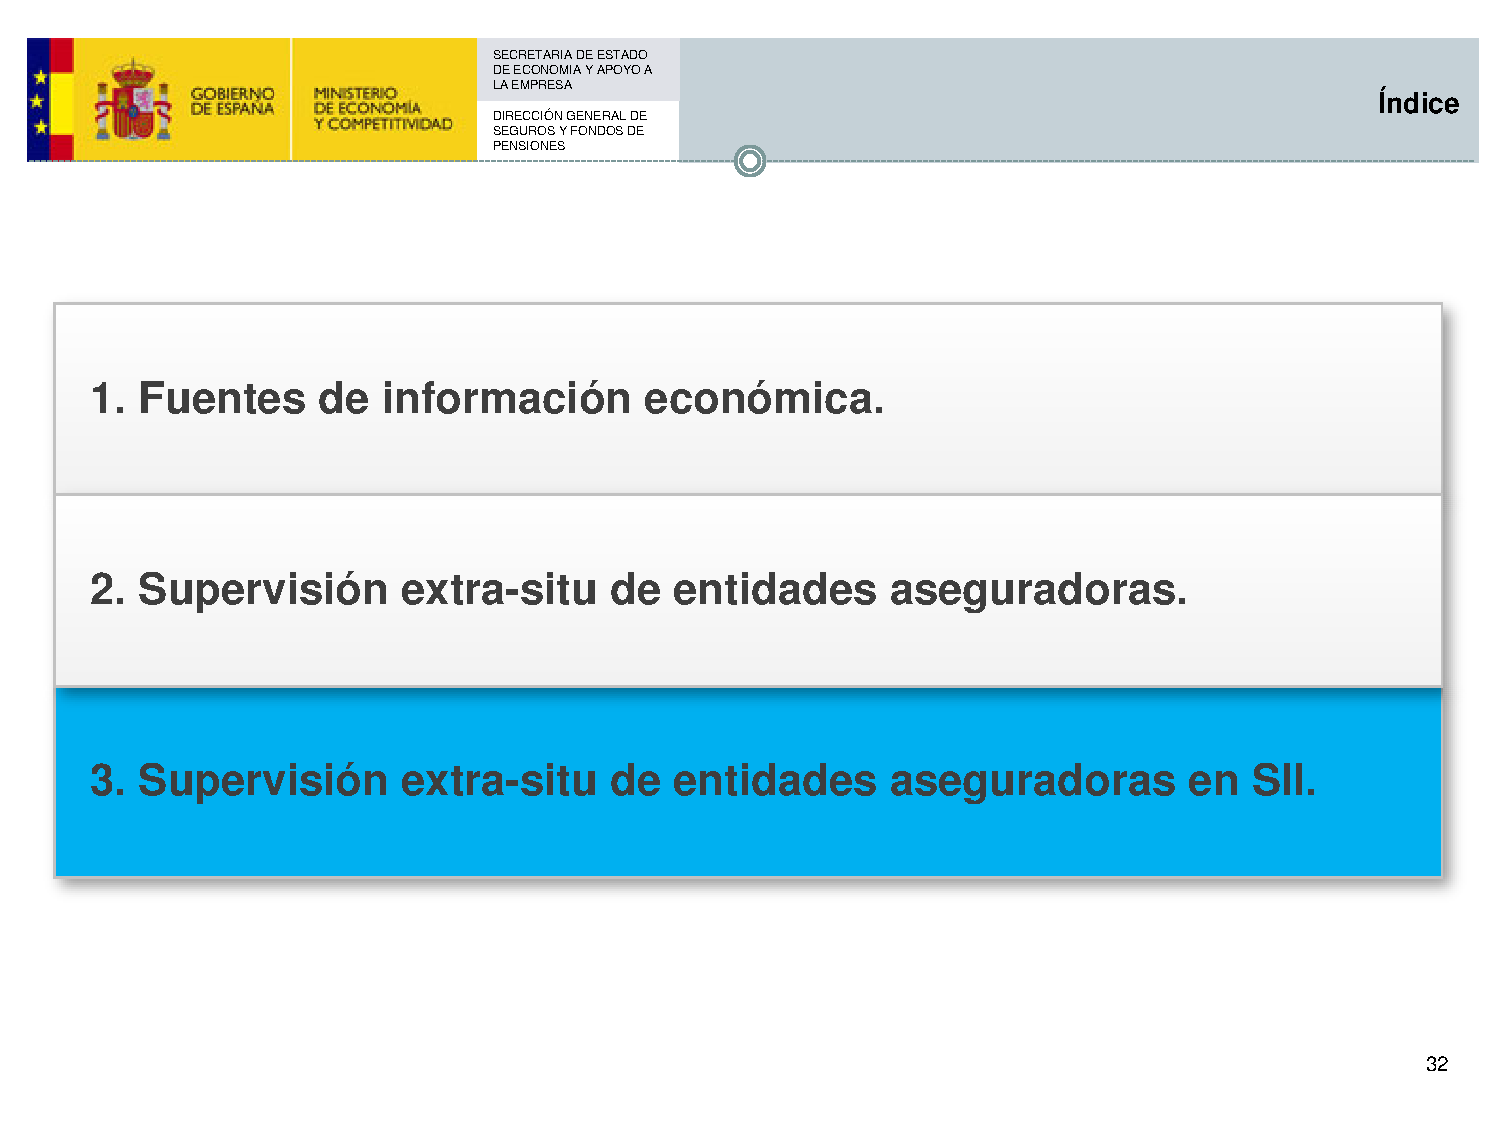 GOBIERNO
DE ESPAÑA
MINISTERIO
DE ECONOMÍA
Y COMPETITIVIDAD
SECRETARIA DE ESTADO
DE ECONOMIA Y APOYO A
LA EMPRESA
DIRECCIÓN GENERAL DE
SEGUROS Y FONDOS DE
PENSIONES
Índice
1. Fuentes de información económica.
2. Supervisión extra-situ de entidades aseguradoras.
3. Supervisión extra-situ de entidades aseguradoras en SII.
32